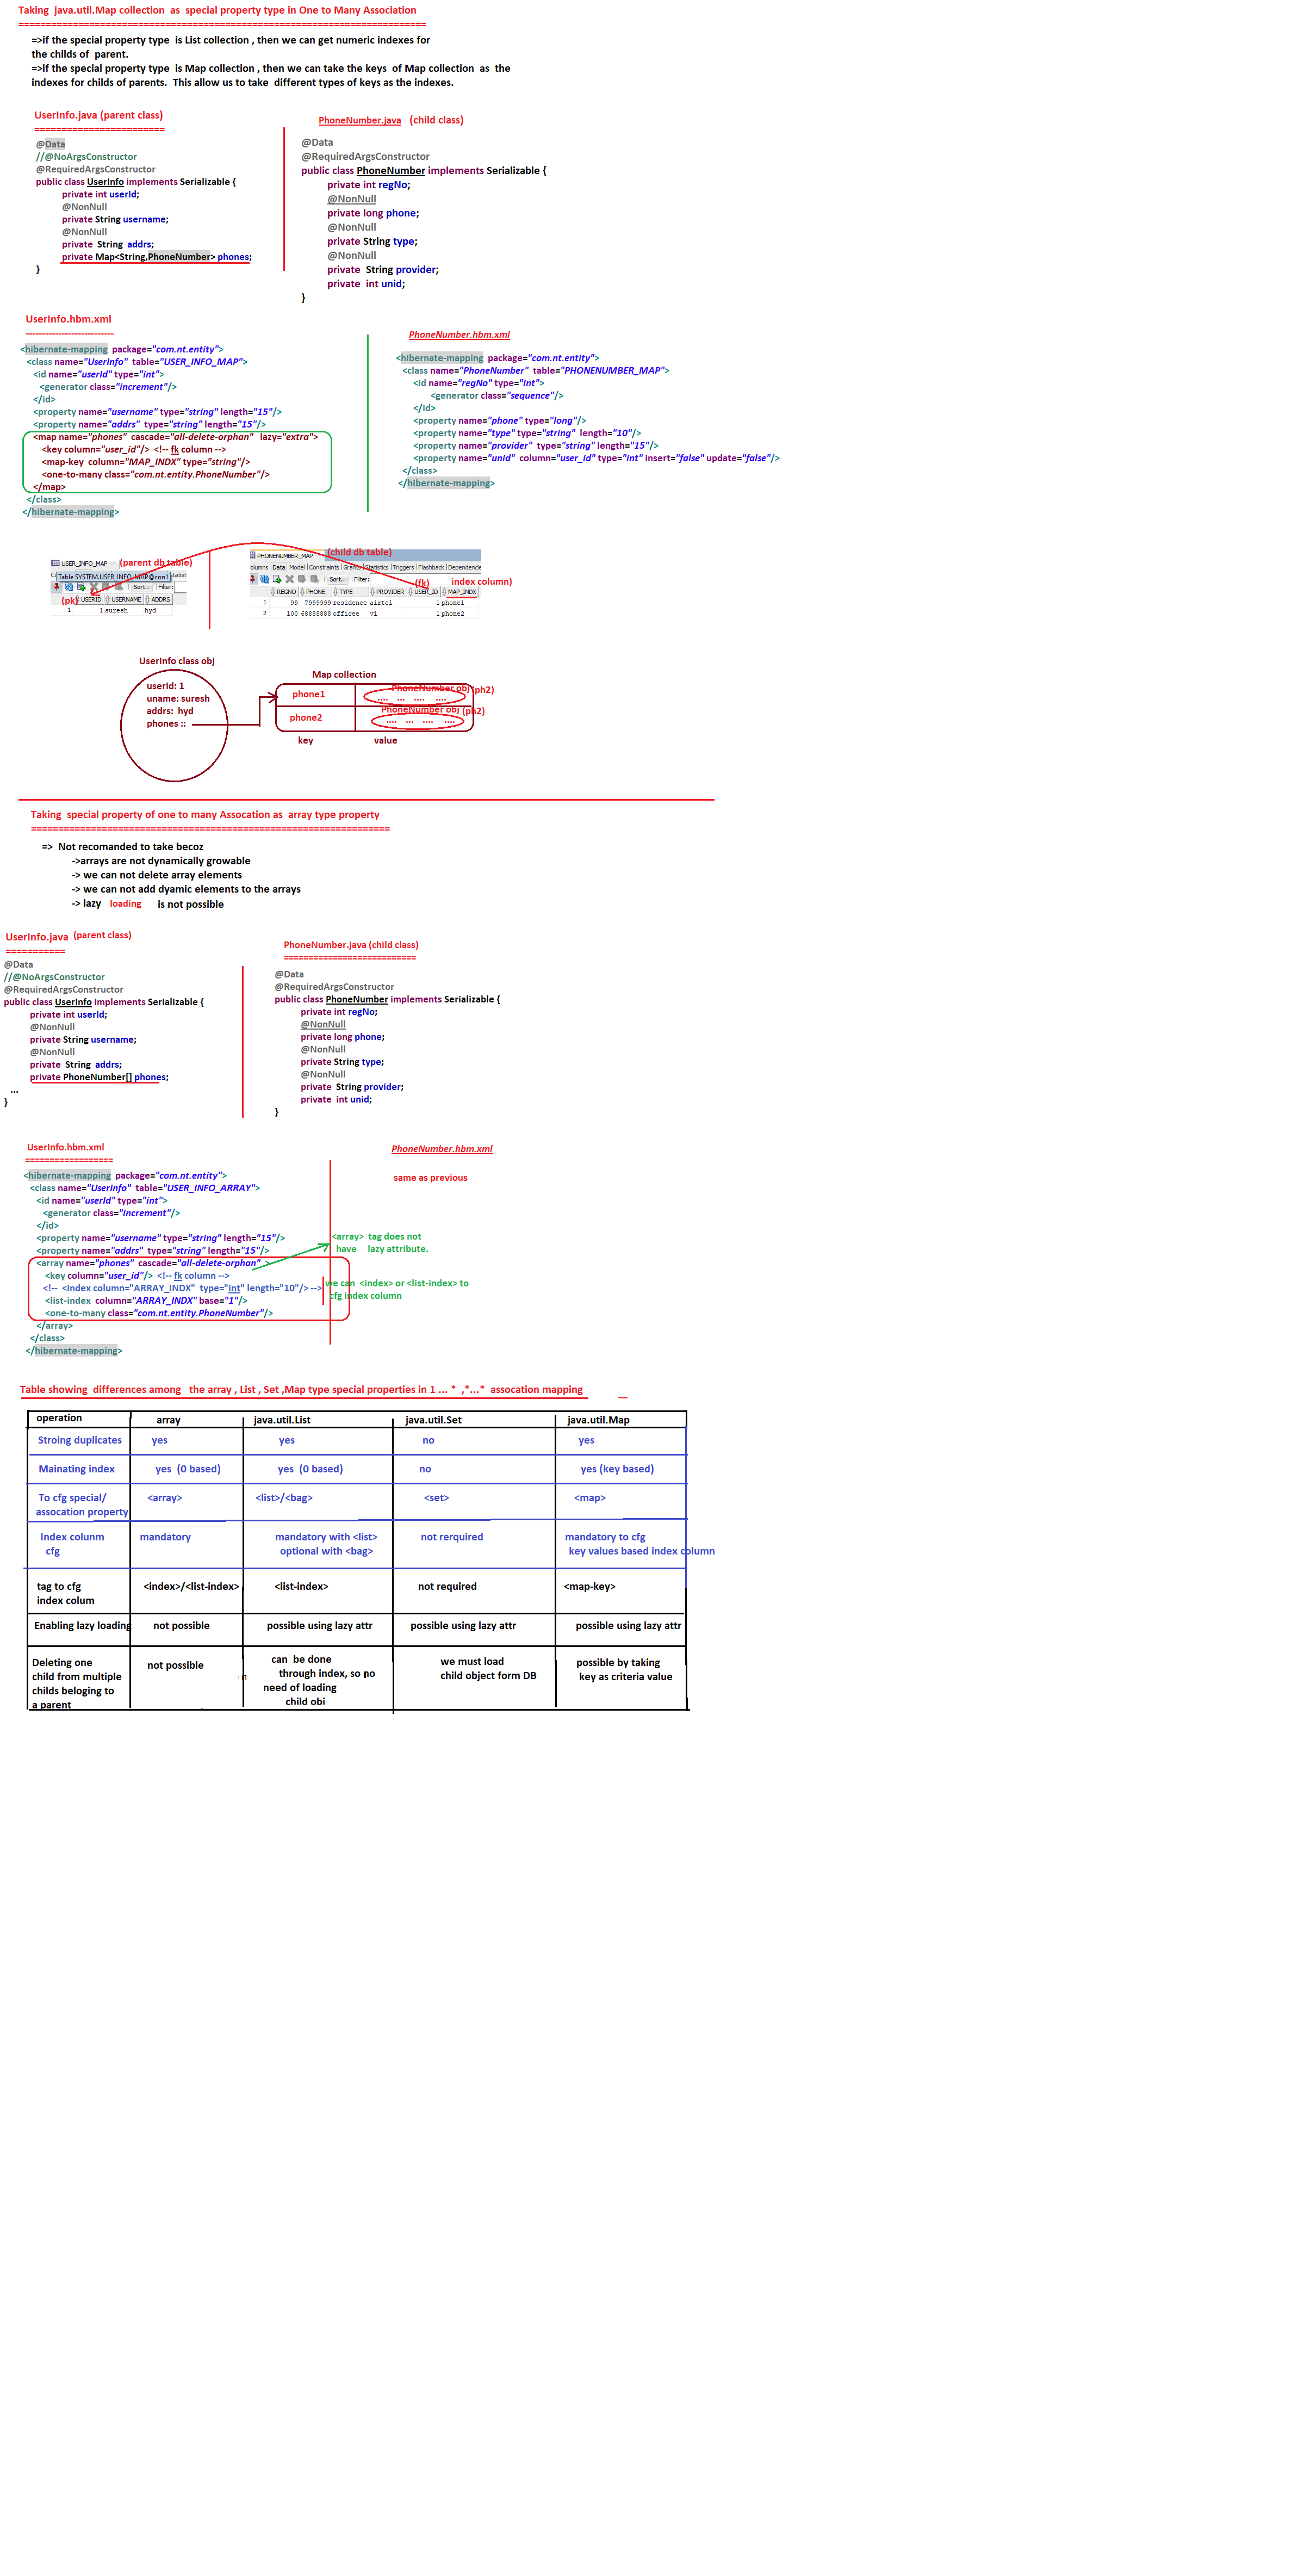 Taking java.util.Map collection as special property type in One to Many Association
==============================================================================
=>if the special property type is List collection , then we can get numeric indexes for
the childs of parent.
=>if the special property type is Map collection , then we can take the keys of Map collection as the
indexes for childs of parents. This allow us to take different types of keys as the indexes.
UserInfo.java (parent class)
=========================
@Data
//@NoArgsConstructor
@RequiredArgsConstructor
public class UserInfo implements Serializable {
private int userId;
@NonNull
private String username;
@NonNull
private String addrs;
private Map<String,PhoneNumber> phones;
}
PhoneNumber.java (child class)
@Data
@RequiredArgsConstructor
public class PhoneNumber implements Serializable {
private int regNo;
@NonNull
private long phone;
@NonNull
private String type;
@NonNull
private String provider;
private int unid;
}
UserInfo.hbm.xml
---------------------------
<hibernate-mapping package="com.nt.entity">
<class name="UserInfo" table="USER_INFO_MAP">
<id name="userId" type="int">
<generator class="increment"/>
</id>
<property name="username" type="string" length="15"/>
<property name="addrs" type="string" length="15"/>
<map name="phones" cascade="all-delete-orphan" lazy="extra">
<key column="user_id"/> <!-- fk column -->
<map-key column="MAP_INDX" type="string"/>
<one-to-many class="com.nt.entity.PhoneNumber"/>
</map>
</class>
</hibernate-mapping>
PhoneNumber.hbm.xml
<hibernate-mapping package="com.nt.entity">
<class name="PhoneNumber" table="PHONENUMBER_MAP">
<id name="regNo" type="int">
<generator class="sequence"/>
</id>
<property name="phone" type="long"/>
<property name="type" type="string" length="10"/>
<property name="provider" type="string" length="15"/>
<property name="unid" column="user_id" type="int" insert="false" update="false"/>
</class>
</hibernate-mapping>
USER_INFO_MAP (parent db table)
Table SYSTEM.USER_INFO_MAP@con1
Sort... Filter:
(pk) USERID USERNAME ADDRS
1 1 suresh hyd
PHONENUMBER_MAP (child db table)
Data Model Constraints Grants Statistics Triggers Flashback Dependencie
Sort... Filter: (fk) index column)
REGNO PHONE TYPE PROVIDER USER_ID MAP_INDX
1 99 7999999 residence airtel 1 phone1
2 100 68888888 officee vi 1 phone2
UserInfo class obj
userId: 1
uname: suresh
addrs: hyd
phones ::
Map collection
phone1 PhoneNumber obj (ph2)
.... ... .... ....
phone2 PhoneNumber obj (ph2)
.... ... .... ....
key value
Taking special property of one to many Assocation as array type property
==================================================================
=> Not recomanded to take becoz
->arrays are not dynamically growable
-> we can not delete array elements
-> we can not add dyamic elements to the arrays
-> lazy loading is not possible
UserInfo.java (parent class)
===========
@Data
//@NoArgsConstructor
@RequiredArgsConstructor
public class UserInfo implements Serializable {
private int userId;
@NonNull
private String username;
@NonNull
private String addrs;
private PhoneNumber[] phones;
...
}
PhoneNumber.java (child class)
=========================
@Data
@RequiredArgsConstructor
public class PhoneNumber implements Serializable {
private int regNo;
@NonNull
private long phone;
@NonNull
private String type;
@NonNull
private String provider;
private int unid;
}
UserInfo.hbm.xml
==================
<hibernate-mapping package="com.nt.entity">
<class name="UserInfo" table="USER_INFO_ARRAY">
<id name="userId" type="int">
<generator class="increment"/>
</id>
<property name="username" type="string" length="15"/>
<property name="addrs" type="string" length="15"/>
<array name="phones" cascade="all-delete-orphan" >
<key column="user_id"/> <!-- fk column -->
<!-- <index column="ARRAY_INDX" type="int" length="10"/> -->
<list-index column="ARRAY_INDX" base="1"/>
<one-to-many class="com.nt.entity.PhoneNumber"/>
</array>
</class>
</hibernate-mapping>
PhoneNumber.hbm.xml
same as previous
<array> tag does not
have lazy attribute.
we can <index> or <list-index> to
cfg index column
Table showing differences among the array , List , Set ,Map type special properties in 1 ... * ,*...* assocation mapping
operation array java.util.List java.util.Set java.util.Map
Stroing duplicates yes yes no yes
Mainating index yes (0 based) yes (0 based) no yes (key based)
To cfg special/ <array> <list>/<bag> <set> <map>
assocation property
Index colunm mandatory mandatory with <list> not rerquired mandatory to cfg
cfg optional with <bag> key values based index column
tag to cfg <index>/<list-index> <list-index> not required <map-key>
index colum
Enabling lazy loading not possible possible using lazy attr possible using lazy attr possible using lazy attr
Deleting one not possible can be done we must load possible by taking
child from multiple through index, so no child object form DB key as criteria value
childs beloging to need of loading
a parent child obj